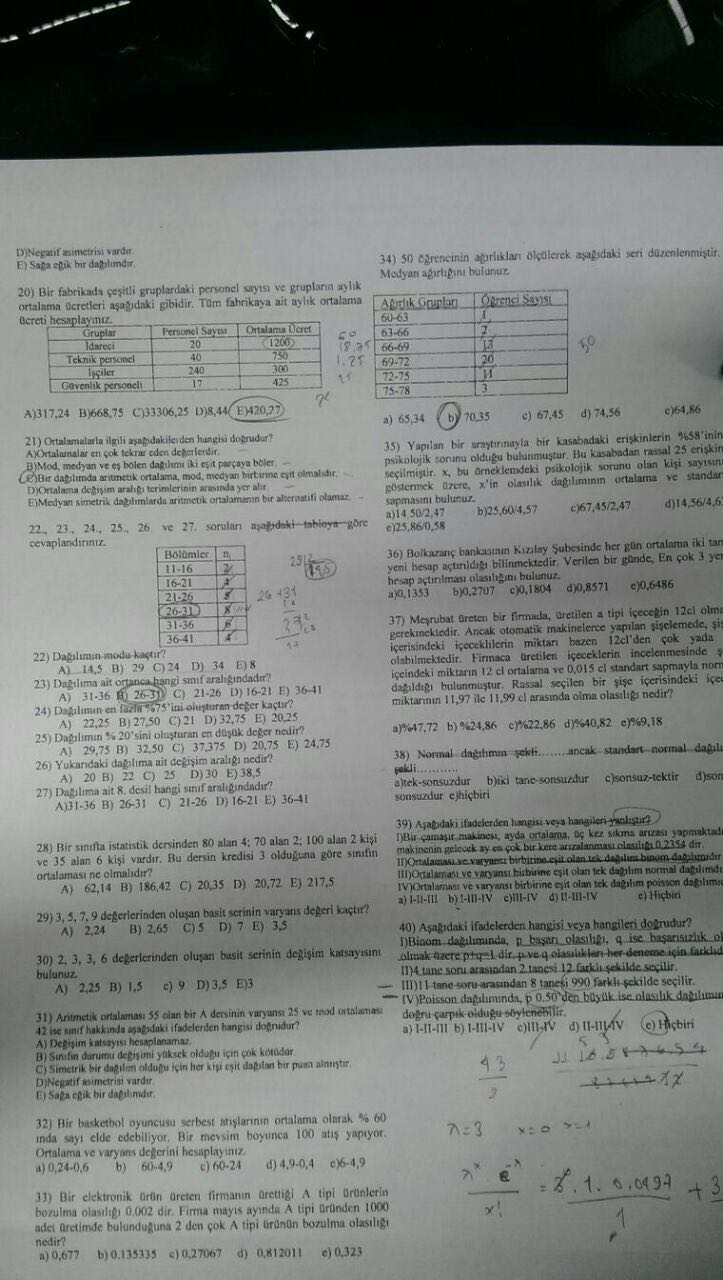 D)Negatif asimetrisi vardır
E) Sağa eğik bir dağılımdır.
20) Bir fabrikada çeşitli gruplardaki personel sayısı ve grupların aylık
ortalama ücretleri aşağıdaki gibidir. Tüm fabrikaya ait aylık ortalama
ücreti hesaplayınız.
Gruplar Personel Sayısı Ortalama Ücret
İdareci 20 1200
Teknik personel 40 750
İşçiler 240 300
Güvenlik personeli 17 425
A)317,24 B)668,75 C)33306,25 D)8,44 E)420,77
21) Ortalamalarla ilgili aşağıdakilerden hangisi doğrudur?
A)Ortalamalar en çok tekrar eden değerlerdir.
B)Mod, medyan ve eş bölen dağılımı iki eşit parçaya böler.
C)Bir dağılımda aritmetik ortalama, mod, medyan birbirine eşit olmalıdır.
D)Ortalama değişim aralığı terimlerinin arasında yer alır.
E)Medyan simetrik dağılımlarda aritmetik ortalamanın bir alternatifi olamaz.
22., 23., 24., 25., 26. ve 27. soruları aşağıdaki tabloya göre
cevaplandırınız.
Bölümler nᵢ
11-16 2
16-21 4
21-26
26-31 8
31-36 6
36-41 4
22) Dağılımın modu kaçtır?
A) 14,5 B) 29 C) 24 D) 34 E) 8
23) Dağılıma ait ortanca hangi sınıf aralığındadır?
A) 31-36 B) 26-31 C) 21-26 D) 16-21 E) 36-41
24) Dağılımın en fazla %75'ini oluşturan değer kaçtır?
A) 22,25 B) 27,50 C) 21 D) 32,75 E) 20,25
25) Dağılımın % 20'sini oluşturan en düşük değer nedir?
A) 29,75 B) 32,50 C) 37,375 D) 20,75 E) 24,75
26) Yukarıdaki dağılıma ait değişim aralığı nedir?
A) 20 B) 22 C) 25 D) 30 E) 38,5
27) Dağılıma ait 8. desil hangi sınıf aralığındadır?
A)31-36 B) 26-31 C) 21-26 D) 16-21 E) 36-41
28) Bir sınıfta istatistik dersinden 80 alan 4; 70 alan 2; 100 alan 2 kişi
ve 35 alan 6 kişi vardır. Bu dersin kredisi 3 olduğuna göre sınıfın
ortalaması ne olmalıdır?
A) 62,14 B) 186,42 C) 20,35 D) 20,72 E) 217,5
29) 3, 5, 7, 9 değerlerinden oluşan basit serinin varyans değeri kaçtır?
A) 2,24 B) 2,65 C) 5 D) 7 E) 3,5
30) 2, 3, 3, 6 değerlerinden oluşan basit serinin değişim katsayısını
bulunuz.
A) 2,25 B) 1,5 c) 9 D) 3,5 E)3
31) Aritmetik ortalaması 55 olan bir A dersinin varyansı 25 ve mod ortalaması
42 ise sınıf hakkında aşağıdaki ifadelerden hangisi doğrudur?
A) Değişim katsayısı hesaplanamaz.
B) Sınıfın durumu değişimi yüksek olduğu için çok kötüdür.
C) Simetrik bir dağılım olduğu için her kişi eşit dağılan bir puan almıştır.
D)Negatif asimetrisi vardır.
E) Sağa eğik bir dağılımdır.
32) Bir basketbol oyuncusu serbest atışlarının ortalama olarak % 60
ında sayı elde edebiliyor. Bir mevsim boyunca 100 atış yapıyor.
Ortalama ve varyans değerini hesaplayınız.
a) 0,24-0,6 b) 60-4,9 c) 60-24 d) 4,9-0,4 e)6-4,9
33) Bir elektronik ürün üreten firmanın ürettiği A tipi ürünlerin
bozulma olasılığı 0.002 dir. Firma mayıs ayında A tipi üründen 1000
adet üretimde bulunduğuna 2 den çok A tipi ürünün bozulma olasılığı
nedir?
a) 0,677 b) 0.135335 c) 0,27067 d) 0,812011 e) 0,323
34) 50 öğrencinin ağırlıkları ölçülerek aşağıdaki seri düzenlenmiştir.
Medyan ağırlığını bulunuz.
Ağırlık Grupları Öğrenci Sayısı
60-63 1
63-66 2
66-69 13
69-72 20
72-75 11
75-78 3
a) 65,34 b) 70,35 c) 67,45 d) 74,56 e)64,86
35) Yapılan bir araştırmayla bir kasabadaki erişkinlerin %58'inin
psikolojik sorunu olduğu bulunmuştur. Bu kasabadan rassal 25 erişkin
seçilmiştir. x, bu örneklemdeki psikolojik sorunu olan kişi sayısını
göstermek üzere, x'in olasılık dağılımının ortalama ve standart
sapmasını bulunuz.
a)14,50/2,47 b)25,60/4,57 c)67,45/2,47 d)14,56/4,6
e)25,86/0,58
36) Bolkazanç bankasının Kızılay Şubesinde her gün ortalama iki tane
yeni hesap açtırıldığı bilinmektedir. Verilen bir günde, En çok 3 yeni
hesap açtırılması olasılığını bulunuz.
a)0,1353 b)0,2707 c)0,1804 d)0,8571 e)0,6486
37) Meşrubat üreten bir firmada, üretilen a tipi içeceğin 12cl olması
gerekmektedir. Ancak otomatik makinelerce yapılan şişelemede, şişe
içerisindeki içeceklilerin miktarı bazen 12cl'den çok yada
olabilmektedir. Firmaca üretilen içeceklerin incelenmesinde
içeindeki miktarın 12 cl ortalama ve 0,015 cl standart sapmayla
dağıldığı bulunmuştur. Rassal seçilen bir şişe içerisindeki
miktarının 11,97 ile 11,99 cl arasında olma olasılığı nedir?
a)%47,72 b) %24,86 c)%22,86 d)%40,82 e)%9,18
38) Normal dağılımın şekli........ancak standart normal
şekli...........
a)tek-sonsuzdur b)iki tane-sonsuzdur c)sonsuz-tektir
sonsuzdur e)hiçbiri
39) Aşağıdaki ifadelerden hangisi veya hangileri yanlıştır?
I)Bir çamaşır makinesi, ayda ortalama, üç kez sıkma arızası yapmaktadır
makinenin gelecek ay en çok bir kere arızalanması olasılığı 0,2354 dir.
II)Ortalaması ve varyansı birbirine eşit olan tek dağılım binom dağılımıdır
III)Ortalaması ve varyansı birbirine eşit olan tek dağılım normal
IV)Ortalaması ve varyansı birbirine eşit olan tek dağılım poisson
a) I-II-III b) I-III-IV c)III-IV d) II-III-IV e) Hiçbiri
40) Aşağıdaki ifadelerden hangisi veya hangileri doğrudur?
I)Binom dağılımında, p başarı olasılığı, q ise başarısızlık
olmak üzere p+q=1 dir. p ve q olasılıkları her deneme için
II)4 tane soru arasından 2 tanesi 12 farklı şekilde seçilir.
III)11 tane soru arasından 8 tanesi 990 farklı şekilde seçilir.
IV)Poisson dağılımında, p 0.50'den büyük ise olasılık
doğru çarpık olduğu söylenebilir.
a) I-II-III b) I-III-IV c)III-IV d) II-III-IV e) Hiçbiri
λ=3 x=0 x=1